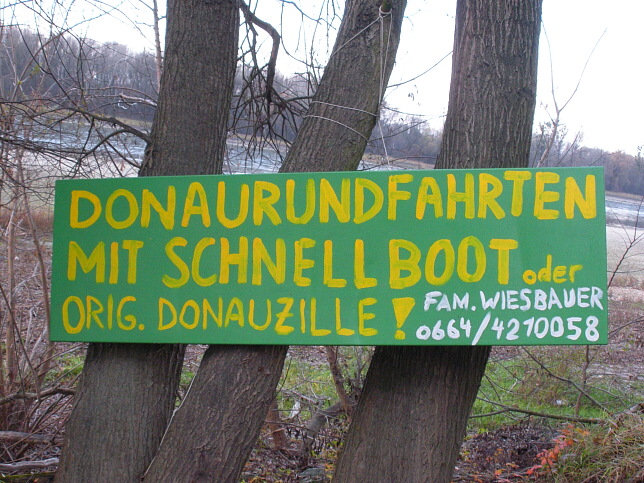 DONAURUNDFAHRTEN
MIT SCHNELLBOOT oder
ORIG. DONAUZILLE!
FAM. WIESBAUER
0664/4210058